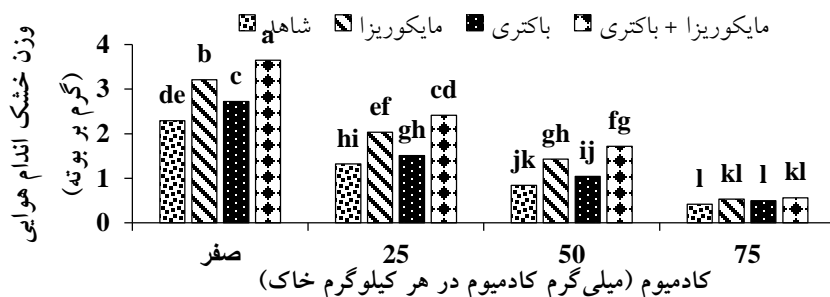 شاهد مایکوریزا باکتری مایکوریزا + باکتری
وزن خشک اندام هوایی
(گرم بر بوته)
4
3
2
1
0
de b c a
hi ef gh cd
jk gh ij fg
l kl l kl
صفر 25 50 75
کادمیوم (میلی‌گرم کادمیوم در هر کیلوگرم خاک)